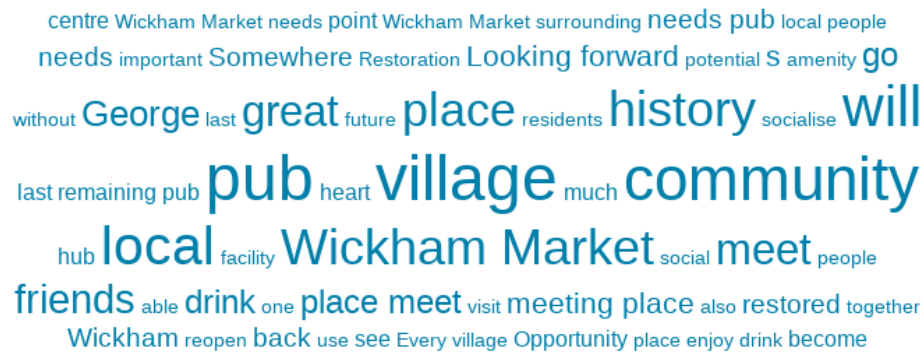 centre Wickham Market needs point Wickham Market surrounding needs pub local people
needs important Somewhere Restoration Looking forward potential s amenity go
without George last great future place residents history socialise will
last remaining pub pub heart village much community
hub local facility Wickham Market social meet people
friends able drink one place meet visit meeting place also restored together
Wickham reopen back use see Every village Opportunity place enjoy drink become